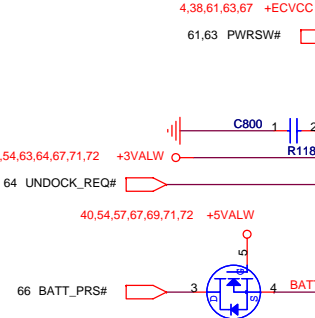 4,38,61,63,67 +ECVCC
61,63 PWRSW#
C800 1 2
R118
,54,63,64,67,71,72 +3VALW
64 UNDOCK_REQ#
40,54,57,67,69,71,72 +5VALW
5
G
66 BATT_PRS# 3 D S 4 BATT